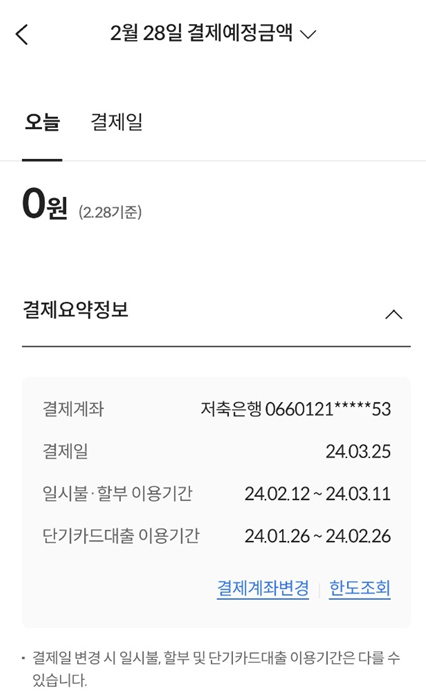 2월 28일 결제예정금액
오늘 결제일
0원 (2.28기준)
결제요약정보
결제계좌 저축은행 0660121*****53
결제일 24.03.25
일시불·할부 이용기간 24.02.12 ~ 24.03.11
단기카드대출 이용기간 24.01.26 ~ 24.02.26
결제계좌변경 | 한도조회
• 결제일 변경 시 일시불, 할부 및 단기카드대출 이용기간은 다를 수
있습니다.